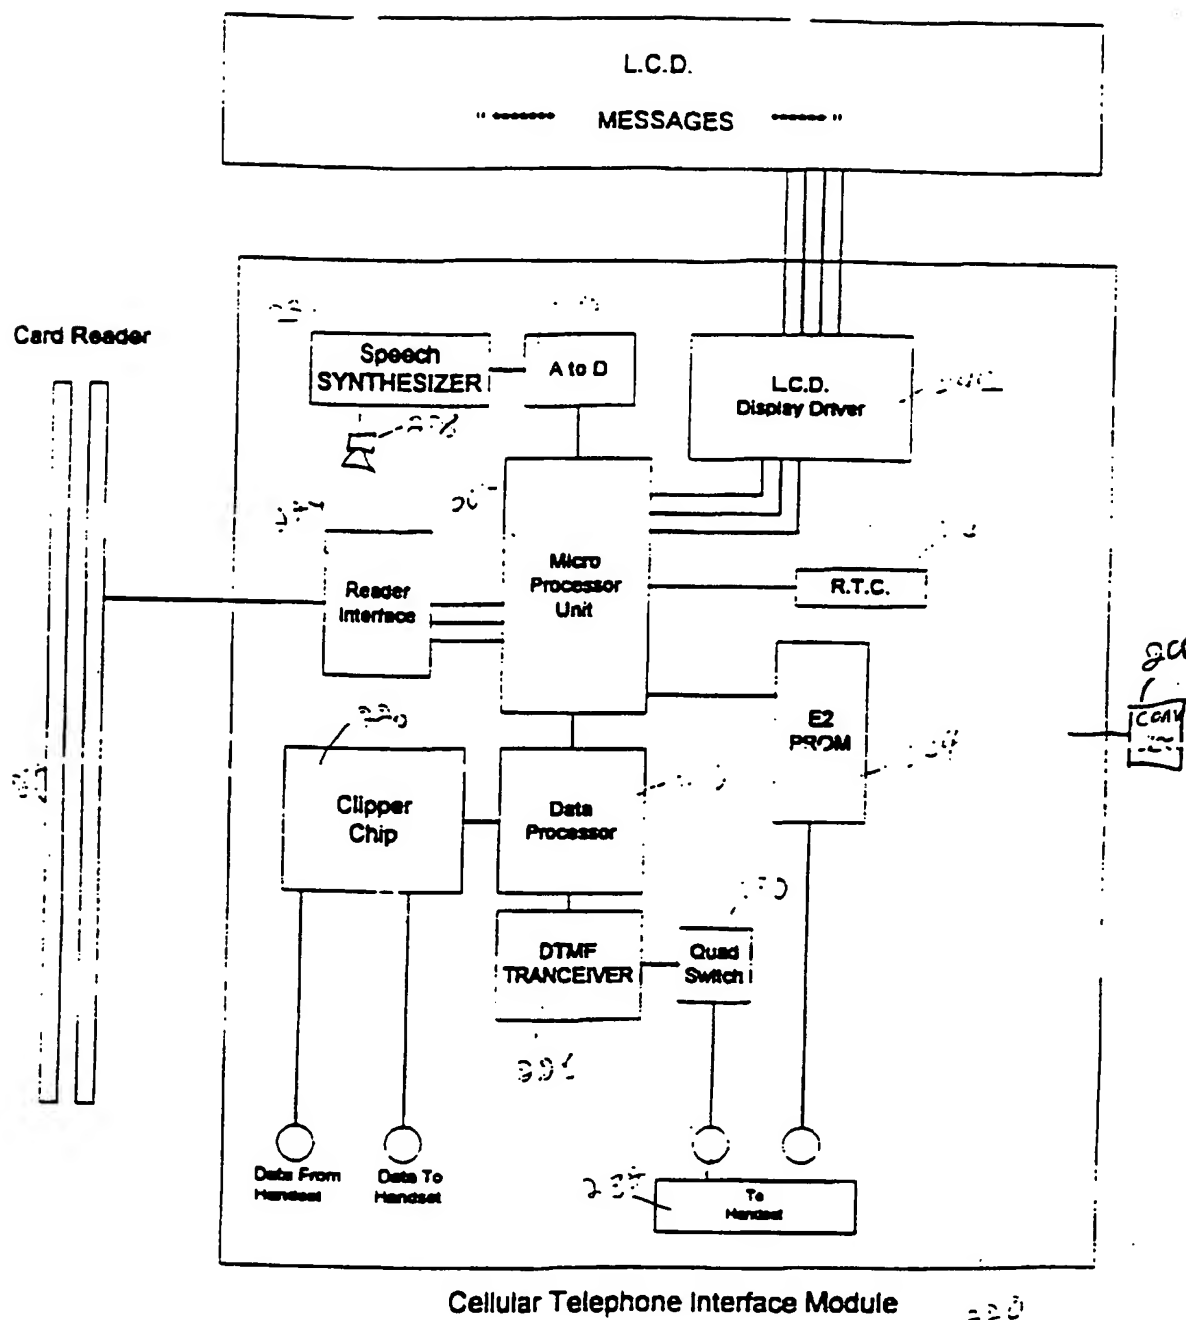 L.C.D.
MESSAGES
Card Reader
Speech
SYNTHESIZER
A to D
L.C.D.
Display Driver
Micro
Processor
Unit
Reader
Interface
R.T.C.
E2
PROM
Clipper
Chip
Data
Processor
DTMF
TRANCEIVER
Quad
Switch
Data From
Handset
Data To
Handset
To
Handset
Cellular Telephone Interface Module